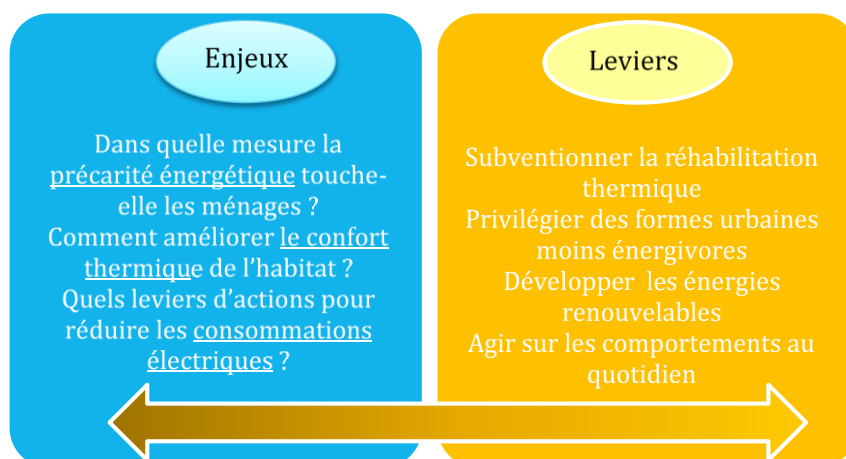 Enjeux
Dans quelle mesure la
précarité énergétique touche-
elle les ménages ?
Comment améliorer le confort
thermique de l'habitat ?
Quels leviers d'actions pour
réduire les consommations
électriques ?
Leviers
Subventionner la réhabilitation
thermique
Privilégier des formes urbaines
moins énergivores
Développer les énergies
renouvelables
Agir sur les comportements au
quotidien